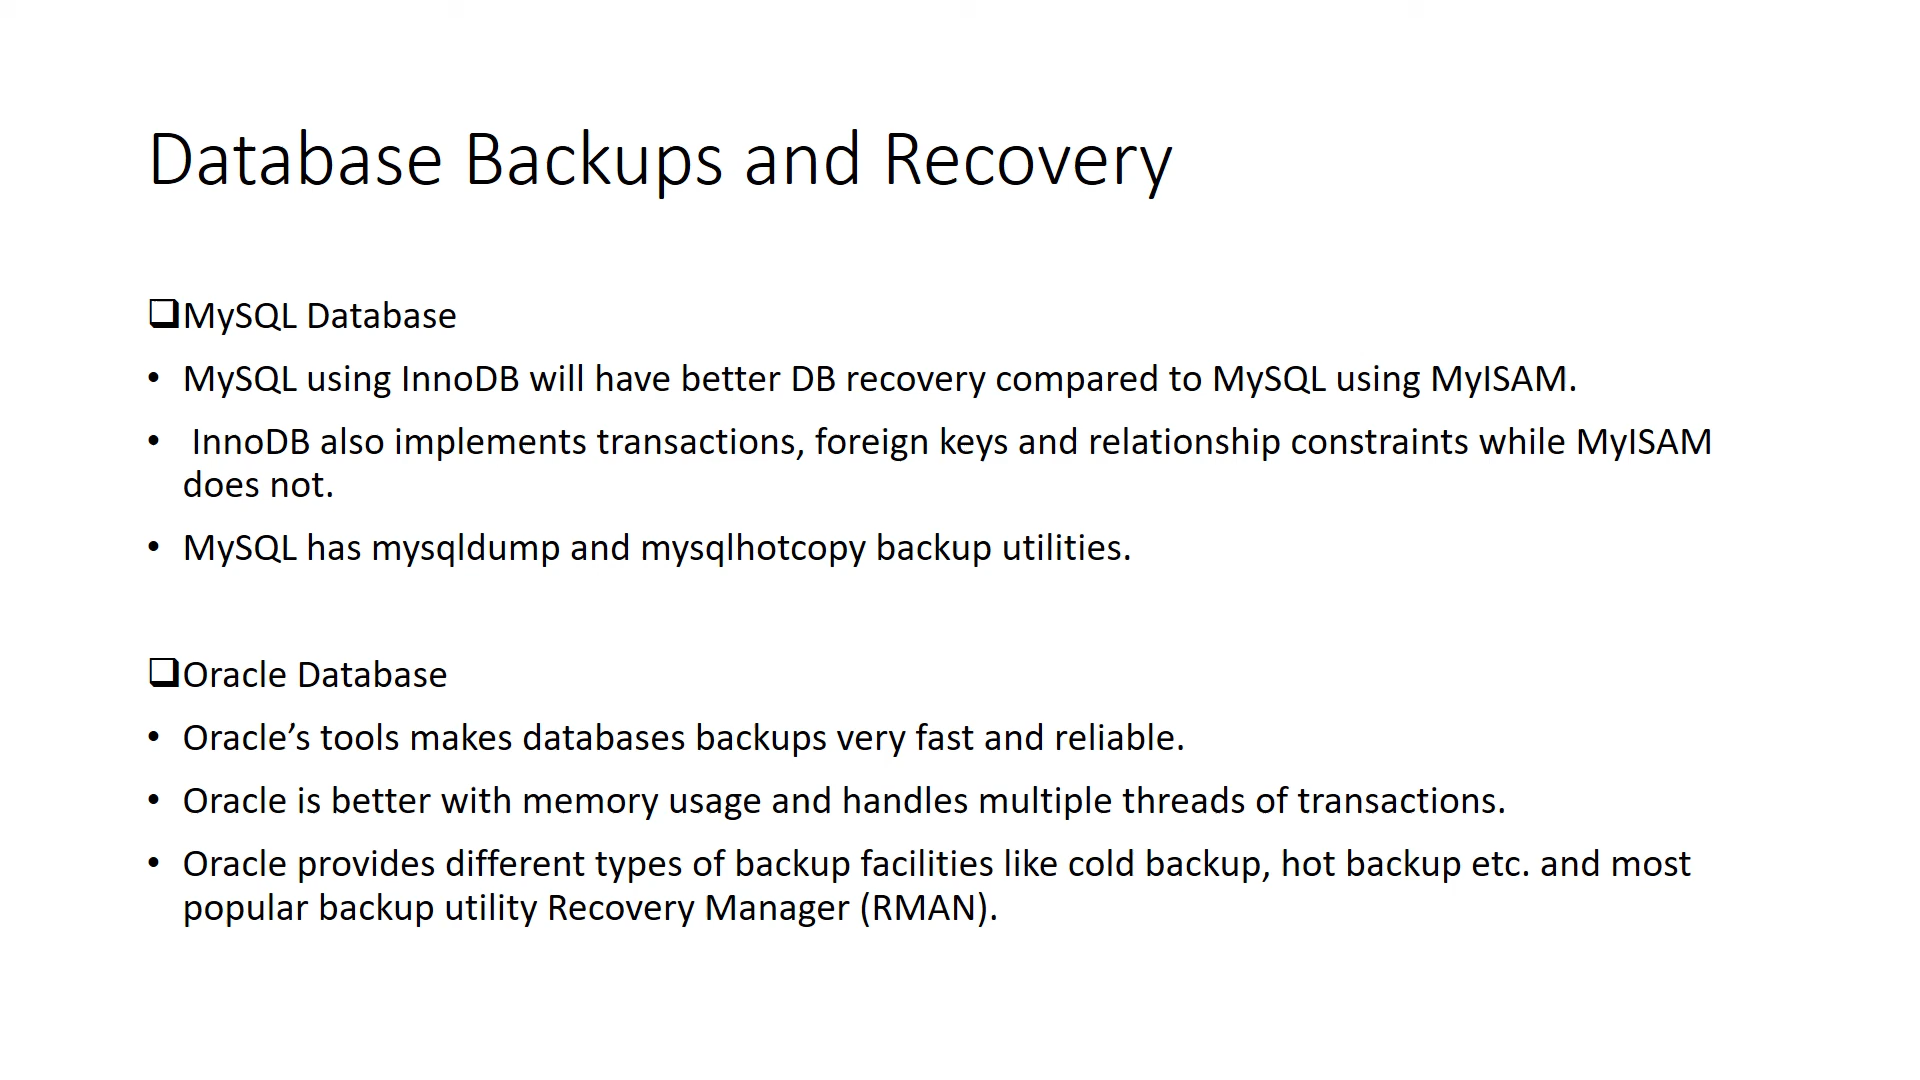 Database Backups and Recovery
❑MySQL Database
• MySQL using InnoDB will have better DB recovery compared to MySQL using MyISAM.
• InnoDB also implements transactions, foreign keys and relationship constraints while MyISAM
does not.
• MySQL has mysqldump and mysqlhotcopy backup utilities.
❑Oracle Database
• Oracle’s tools makes databases backups very fast and reliable.
• Oracle is better with memory usage and handles multiple threads of transactions.
• Oracle provides different types of backup facilities like cold backup, hot backup etc. and most
popular backup utility Recovery Manager (RMAN).